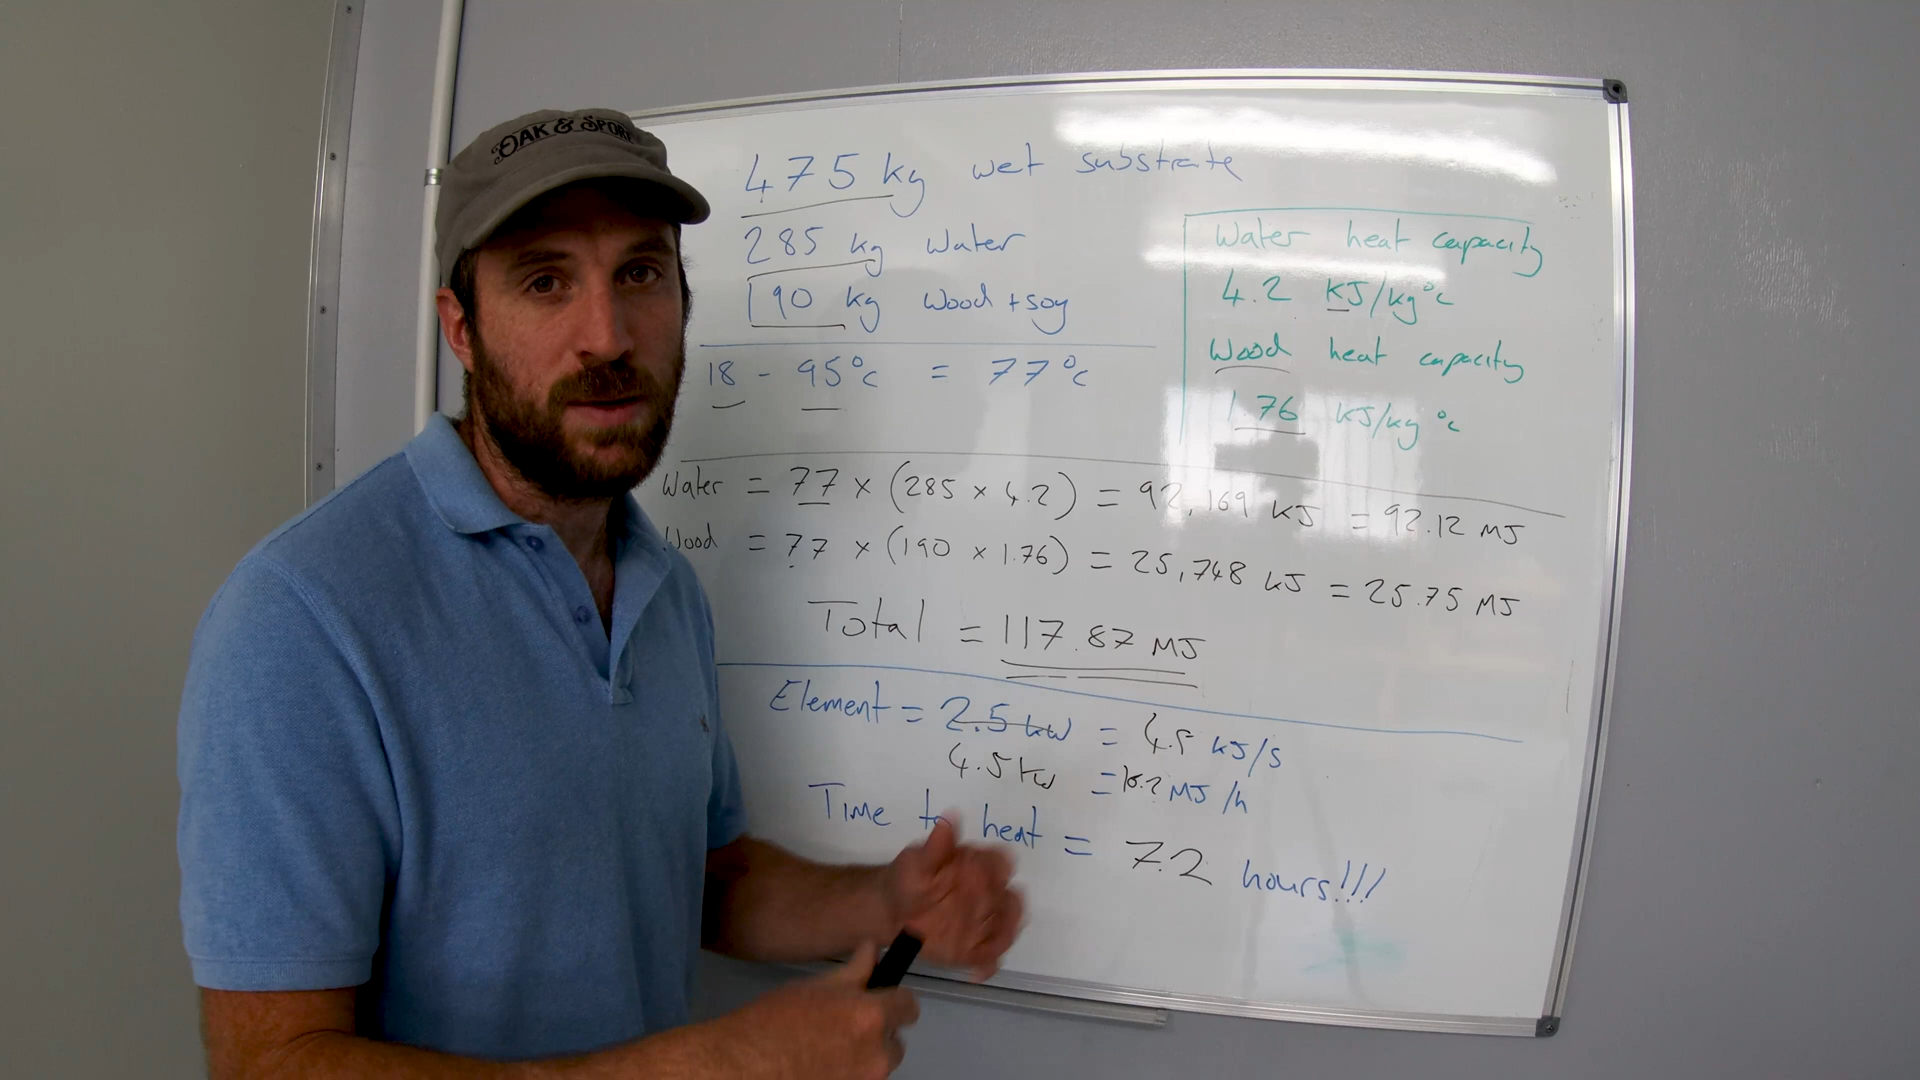 OAK & SPOR
475 kg wet substrate
285 kg Water
190 kg Wood + soy
18 - 95°c = 77°c
Water heat capacity
4.2 KJ/kg°c
Wood heat capacity
1.76 KJ/kg°c
Water = 77 × (285 × 4.2) = 92,169 KJ = 92.12 MJ
Wood = 77 × (190 × 1.76) = 25,748 KJ = 25.75 MJ
Total = 117.87 MJ
Element = 2.5 kw = 4.5 KJ/s
4.5 kw = 16.2 MJ/h
Time to heat = 7.2 hours!!!